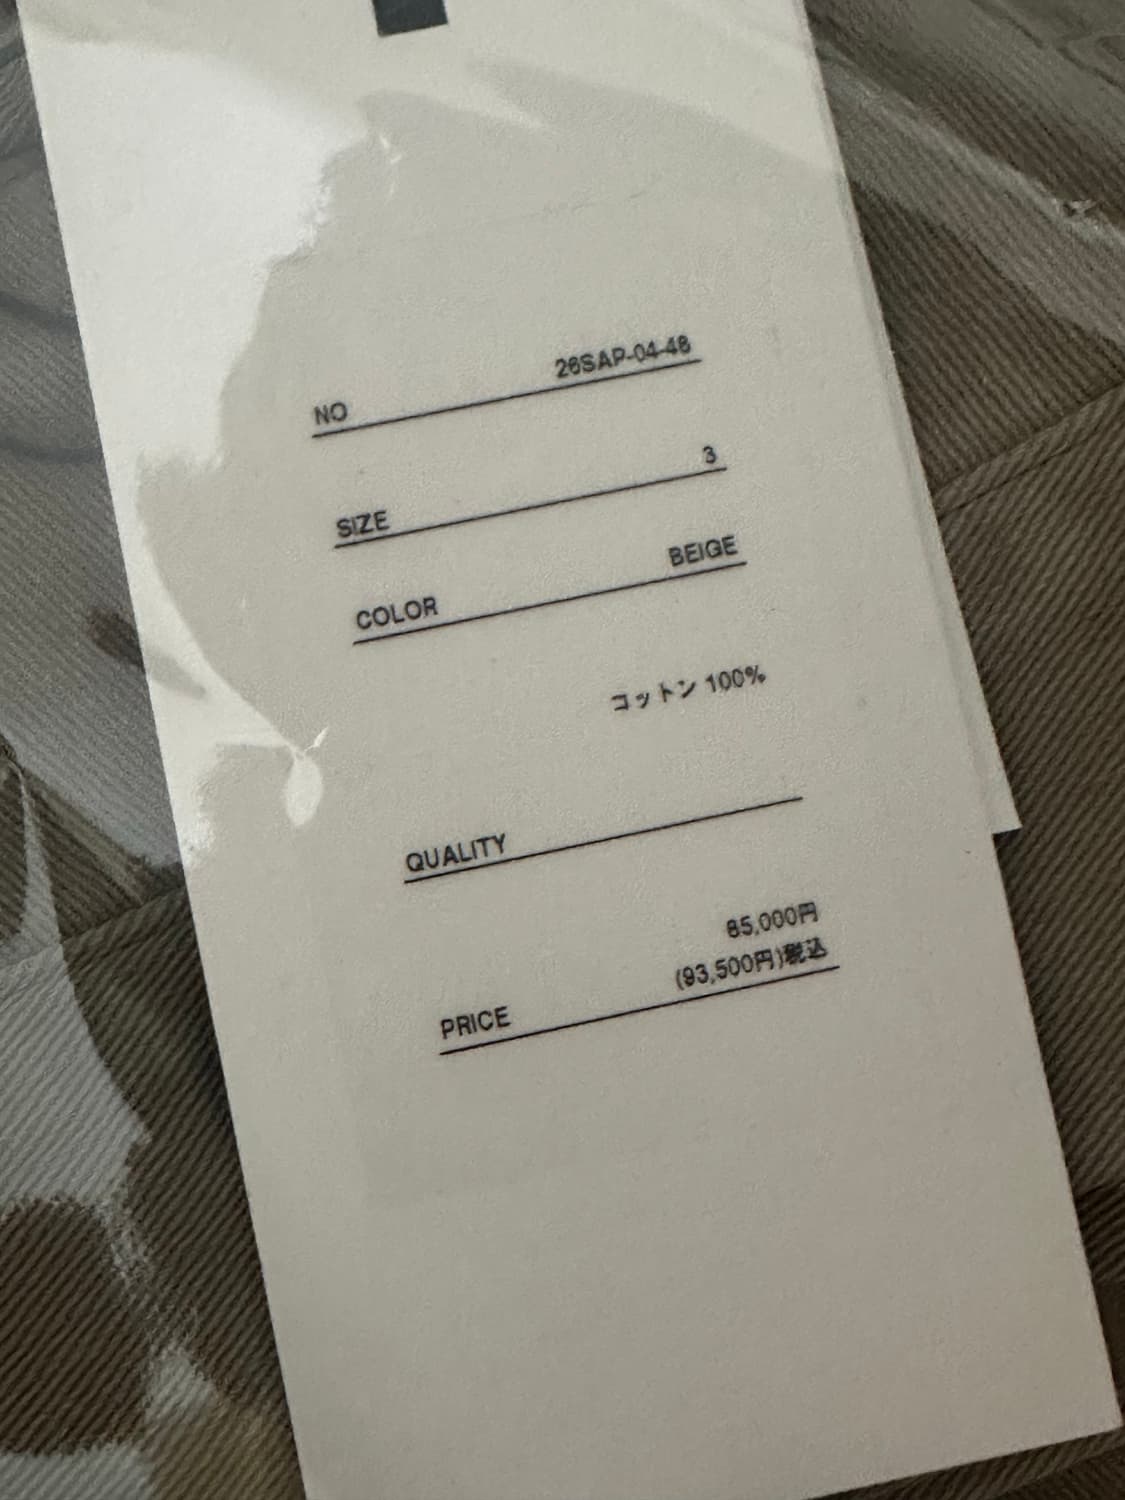 NO 26SAP-04-48
SIZE 3
COLOR BEIGE
コットン 100%
QUALITY
85,000円
PRICE (93,500円)税込